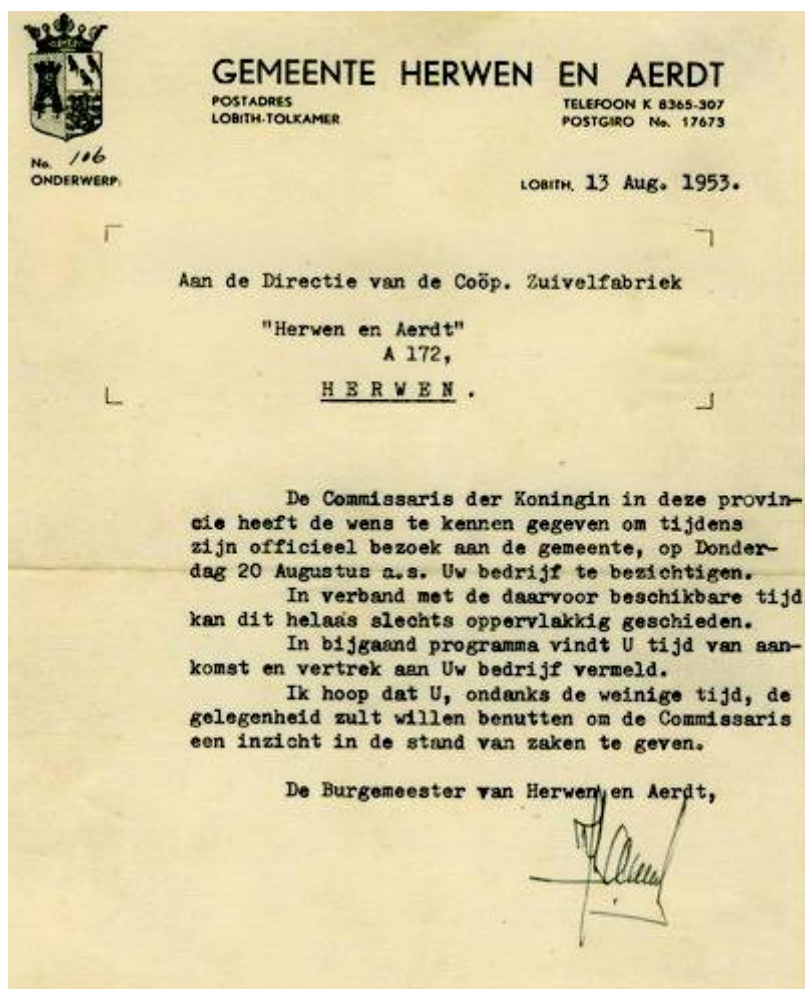 GEMEENTE HERWEN EN AERDT
POSTADRES
LOBITH-TOLKAMER
TELEFOON K 8365-307
POSTGIRO No. 17673
No. 106
ONDERWERP:
LOBITH, 13 Aug. 1953.
Aan de Directie van de Coöp. Zuivelfabriek
"Herwen en Aerdt"
A 172,
H E R W E N .
De Commissaris der Koningin in deze provin-
cie heeft de wens te kennen gegeven om tijdens
zijn officieel bezoek aan de gemeente, op Donder-
dag 20 Augustus a.s. Uw bedrijf te bezichtigen.
In verband met de daarvoor beschikbare tijd
kan dit helaas slechts oppervlakkig geschieden.
In bijgaand programma vindt U tijd van aan-
komst en vertrek aan Uw bedrijf vermeld.
Ik hoop dat U, ondanks de weinige tijd, de
gelegenheid zult willen benutten om de Commissaris
een inzicht in de stand van zaken te geven.
De Burgemeester van Herwen en Aerdt,